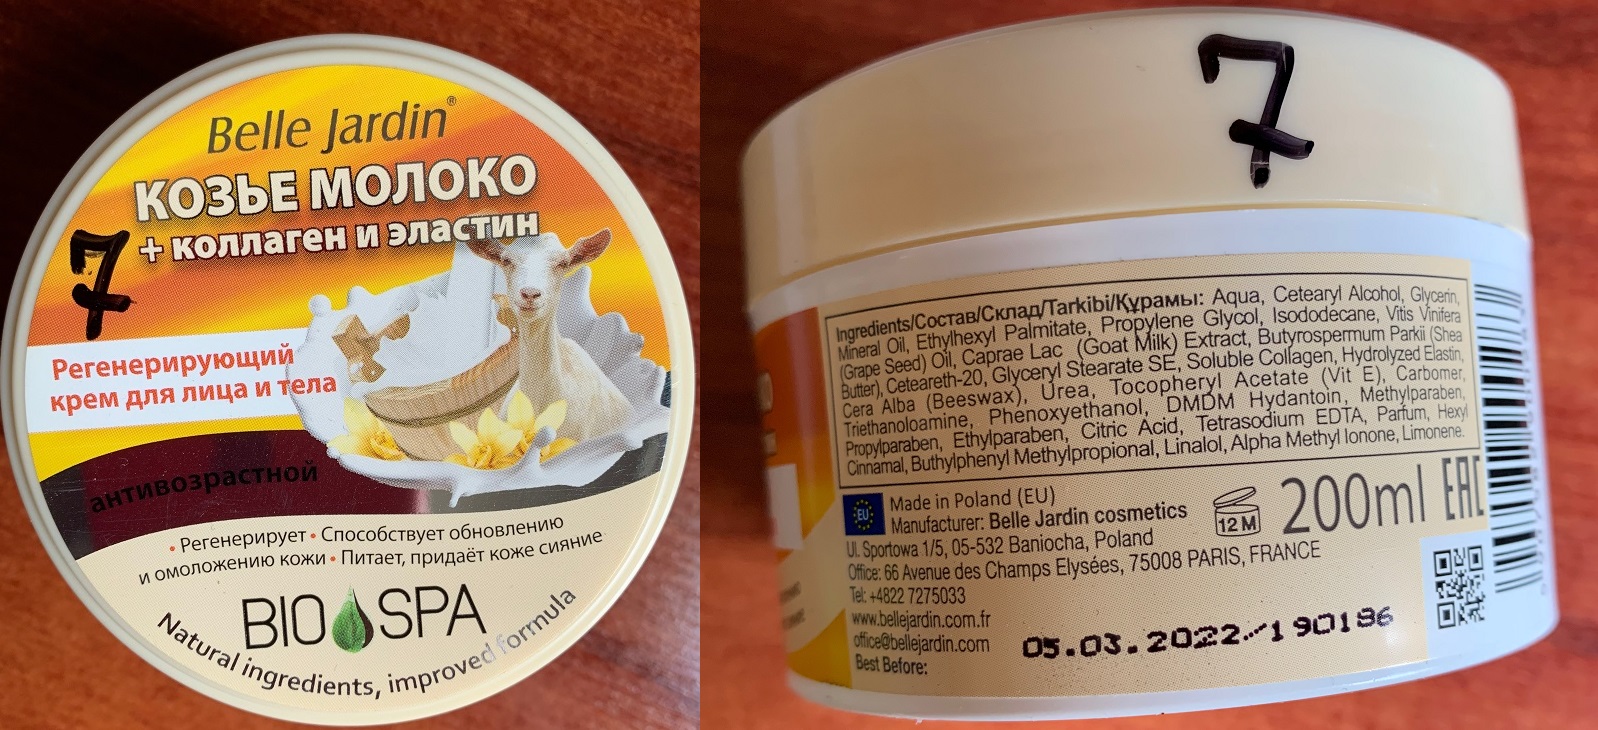 Belle Jardin®
КОЗЬЕ МОЛОКО
+ коллаген и эластин
7
Регенерирующий
крем для лица и тела
антивозрастной
• Регенерирует • Способствует обновлению
и омоложению кожи • Питает, придаёт коже сияние
BIO SPA
Natural ingredients, improved formula
7
Ingredients/Состав/Склад/Tarkibi/Құрамы: Aqua, Cetearyl Alcohol, Glycerin,
Mineral Oil, Ethylhexyl Palmitate, Propylene Glycol, Isododecane, Vitis Vinifera
(Grape Seed) Oil, Caprae Lac (Goat Milk) Extract, Butyrospermum Parkii (Shea
Butter), Ceteareth-20, Glyceryl Stearate SE, Soluble Collagen, Hydrolyzed Elastin,
Cera Alba (Beeswax), Urea, Tocopheryl Acetate (Vit E), Carbomer,
Triethanoloamine, Phenoxyethanol, DMDM Hydantoin, Methylparaben,
Propylparaben, Ethylparaben, Citric Acid, Tetrasodium EDTA, Parfum, Hexyl
Cinnamal, Buthylphenyl Methylpropional, Linalol, Alpha Methyl Ionone, Limonene.
EU
Made in Poland (EU)
Manufacturer: Belle Jardin cosmetics
12 M
200ml
EAC
Ul. Sportowa 1/5, 05-532 Baniocha, Poland
Office: 66 Avenue des Champs Elysées, 75008 PARIS, FRANCE
Tel: +4822 7275033
www.bellejardin.com.fr
office@bellejardin.com
Best Before:
05.03.2022 190186